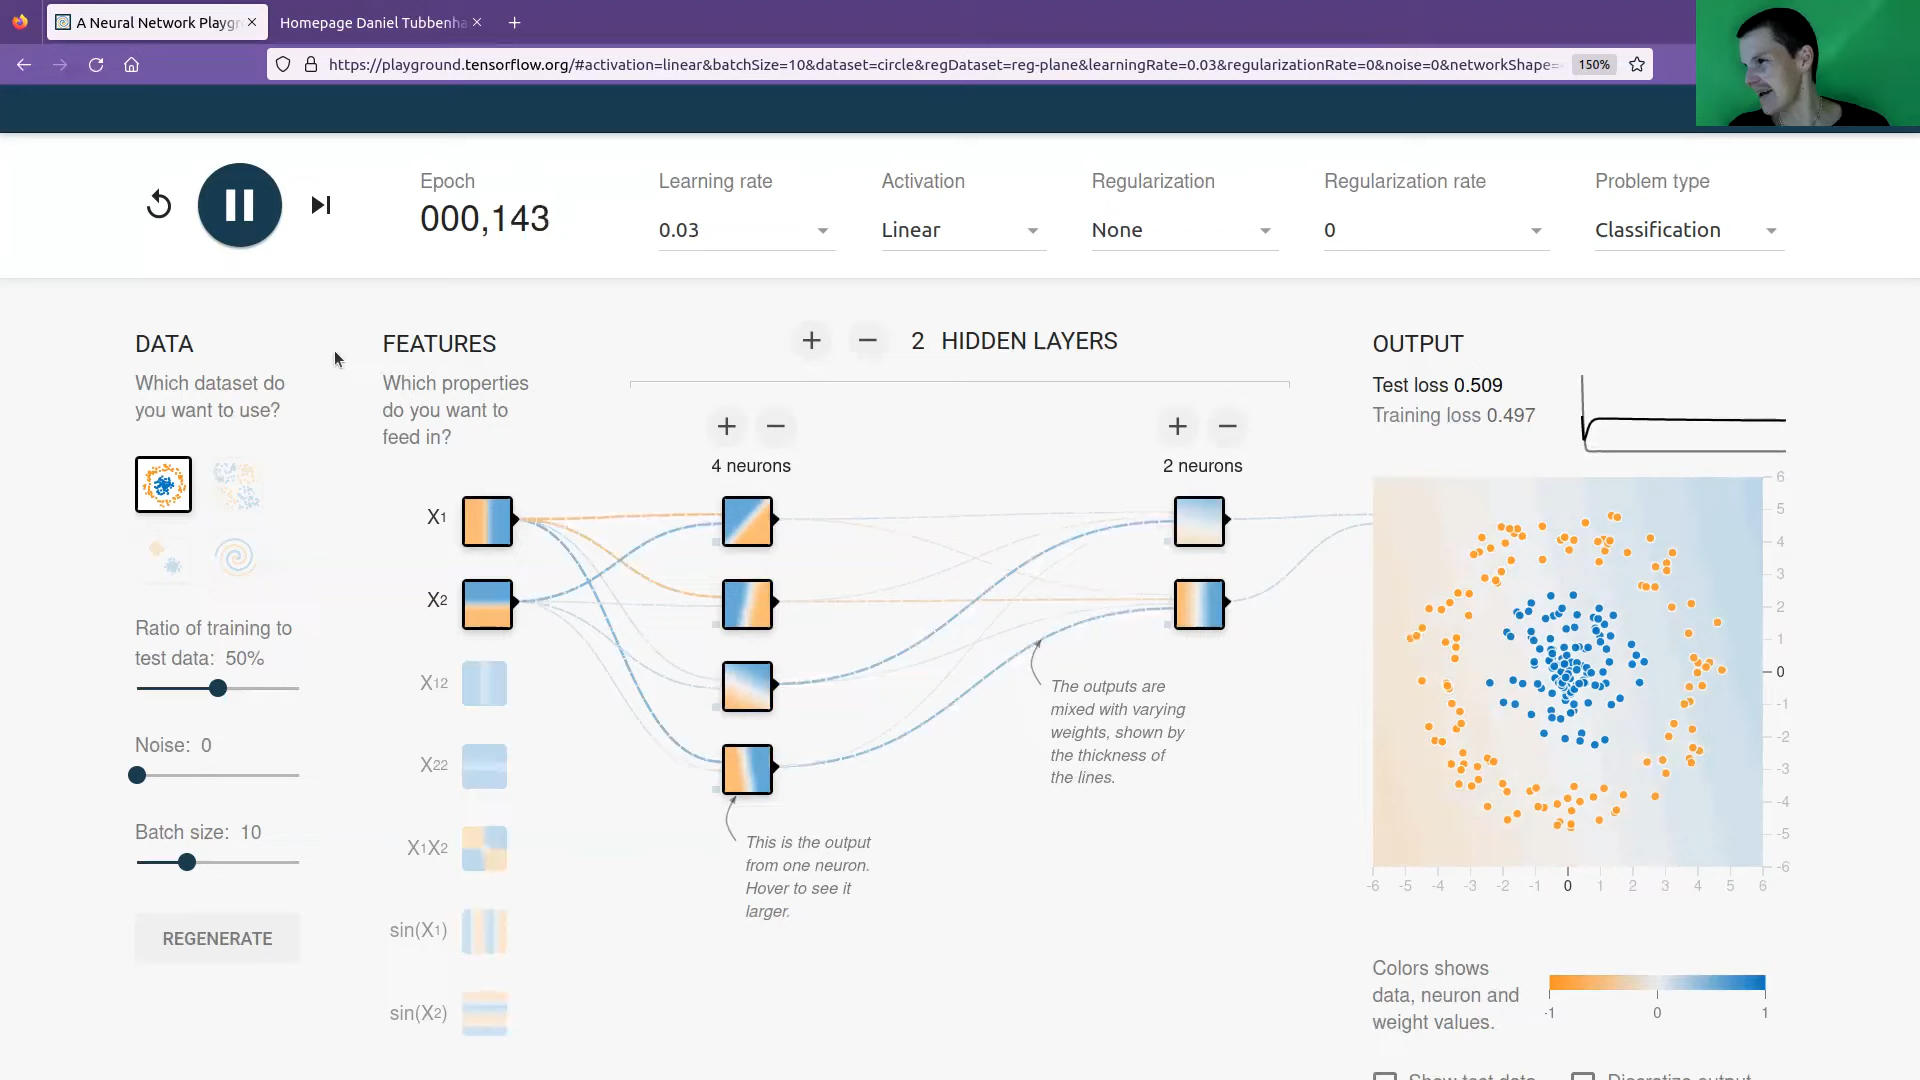 A Neural Network Playgr
Homepage Daniel Tubbenha
https://playground.tensorflow.org/#activation=linear&batchSize=10&dataset=circle&regDataset=reg-plane&learningRate=0.03&regularizationRate=0&noise=0&networkShape=
150%
Epoch
000,143
Learning rate
0.03
Activation
Linear
Regularization
None
Regularization rate
0
Problem type
Classification
DATA
Which dataset do
you want to use?
Ratio of training to
test data: 50%
Noise: 0
Batch size: 10
REGENERATE
FEATURES
Which properties
do you want to
feed in?
X1
X2
X12
X22
X1X2
sin(X1)
sin(X2)
2 HIDDEN LAYERS
4 neurons
2 neurons
This is the output
from one neuron.
Hover to see it
larger.
The outputs are
mixed with varying
weights, shown by
the thickness of
the lines.
OUTPUT
Test loss 0.509
Training loss 0.497
6
5
4
3
2
1
0
-1
-2
-3
-4
-5
-6
-6 -5 -4 -3 -2 -1 0 1 2 3 4 5 6
Colors shows
data, neuron and
weight values.
-1 0 1
Show test data
Discretize output